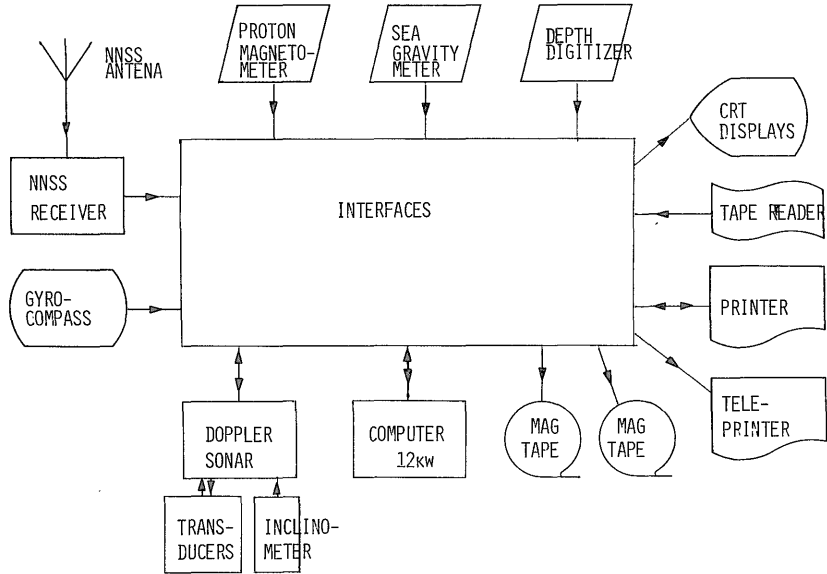 NNSS
ANTENA
PROTON
MAGNETO-
METER
SEA
GRAVITY
METER
DEPTH
DIGITIZER
CRT
DISPLAYS
NNSS
RECEIVER
INTERFACES
TAPE READER
GYRO-
COMPASS
PRINTER
DOPPLER
SONAR
COMPUTER
12KW
MAG
TAPE
MAG
TAPE
TELE-
PRINTER
TRANS-
DUCERS
INCLINO-
METER